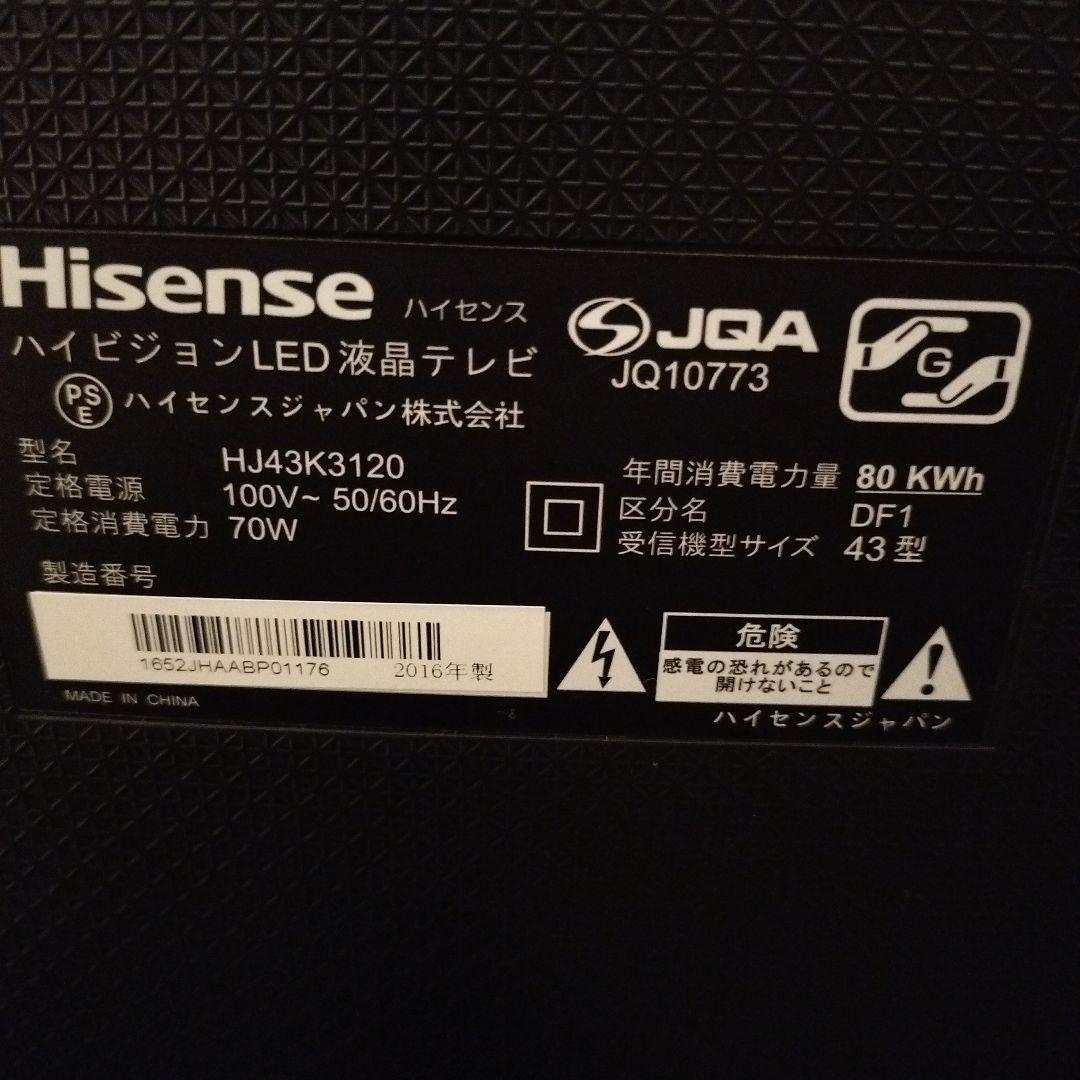 Hisense ハイセンス
ハイビジョンLED 液晶テレビ
PSE ハイセンスジャパン株式会社
JQA
JQ10773
G
型名 HJ43K3120
定格電源 100V~ 50/60Hz
定格消費電力 70W
年間消費電力量 80 KWh
区分名 DF1
受信機型サイズ 43型
製造番号
1652JHAABP01176 2016年製
MADE IN CHINA
危険
感電の恐れがあるので
開けないこと
ハイセンスジャパン